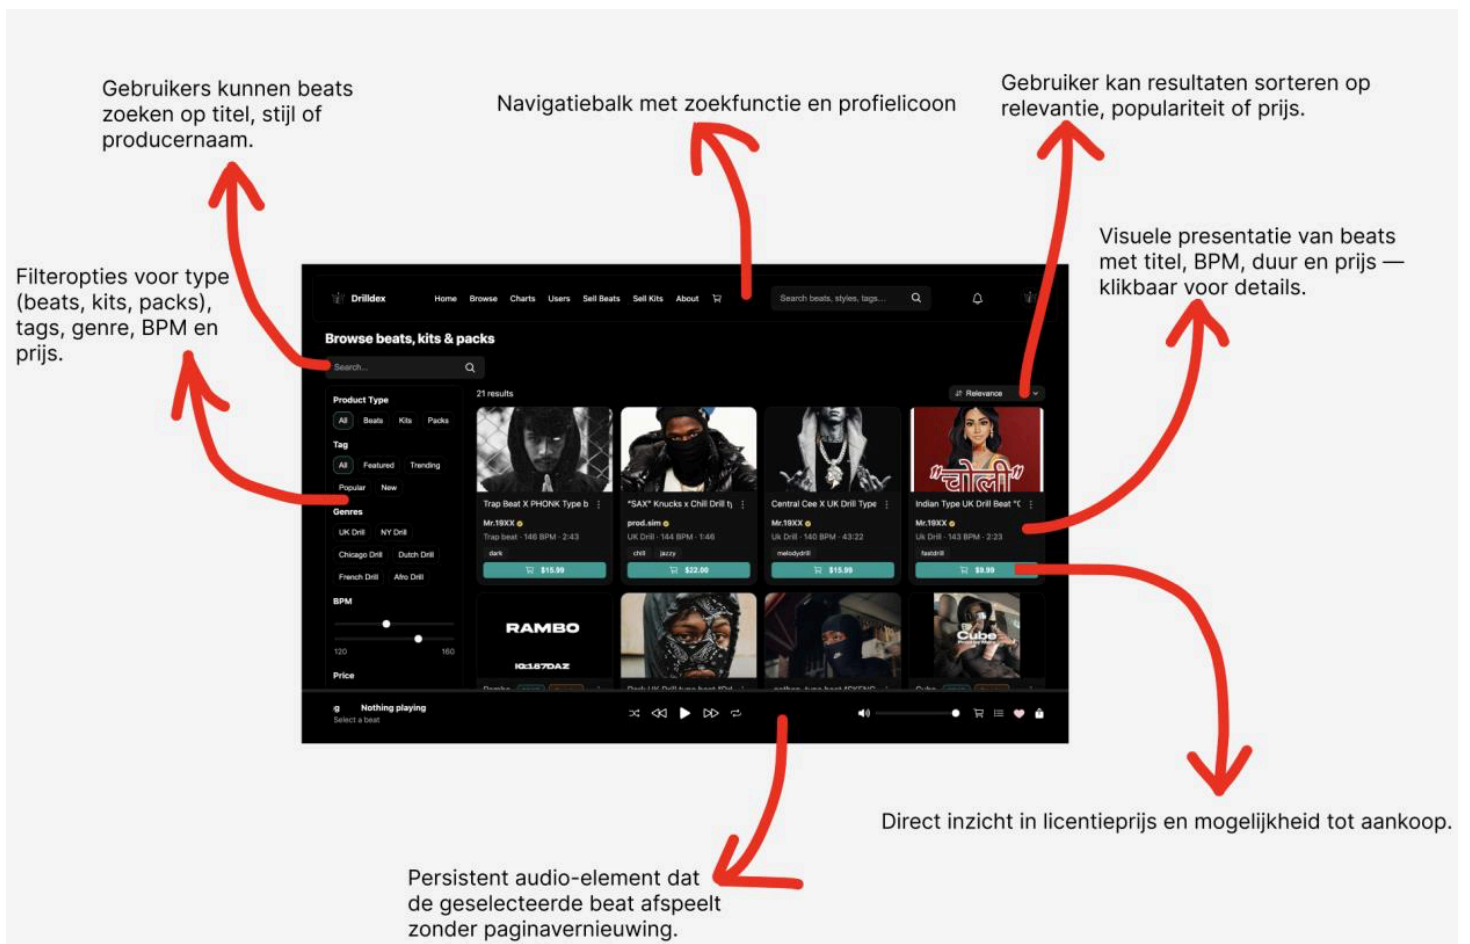 Gebruikers kunnen beats
zoeken op titel, stijl of
producernaam.
Navigatiebalk met zoekfunctie en profielicoon
Gebruiker kan resultaten sorteren op
relevantie, populariteit of prijs.
Filteropties voor type
(beats, kits, packs),
tags, genre, BPM en
prijs.
Visuele presentatie van beats
met titel, BPM, duur en prijs —
klikbaar voor details.
Drilldex Home Browse Charts Users Sell Beats Sell Kits About Search beats, styles, tags...
Browse beats, kits & packs
Search...
21 results
Relevance
Product Type
All Beats Kits Packs
Tag
All Featured Trending
Popular New
Genres
UK Drill NY Drill
Chicago Drill Dutch Drill
French Drill Afro Drill
BPM
120 160
Price
"चोली"
Trap Beat X PHONK Type b
Mr.19XX
Trap beat · 146 BPM · 2:43
dark
$15.99
"SAX" Knucks x Chill Drill ty
prod.sim
UK Drill · 144 BPM · 1:46
chill jazzy
$22.00
Central Cee X UK Drill Type
Mr.19XX
Uk Drill · 140 BPM · 43:22
melodydrill
$15.99
Indian Type UK Drill Beat "C
Mr.19XX
Uk Drill · 143 BPM · 2:23
fastdrill
$9.99
RAMBO
IG:187DAZ
Cube
g Nothing playing
Select a beat
Direct inzicht in licentieprijs en mogelijkheid tot aankoop.
Persistent audio-element dat
de geselecteerde beat afspeelt
zonder paginavernieuwing.